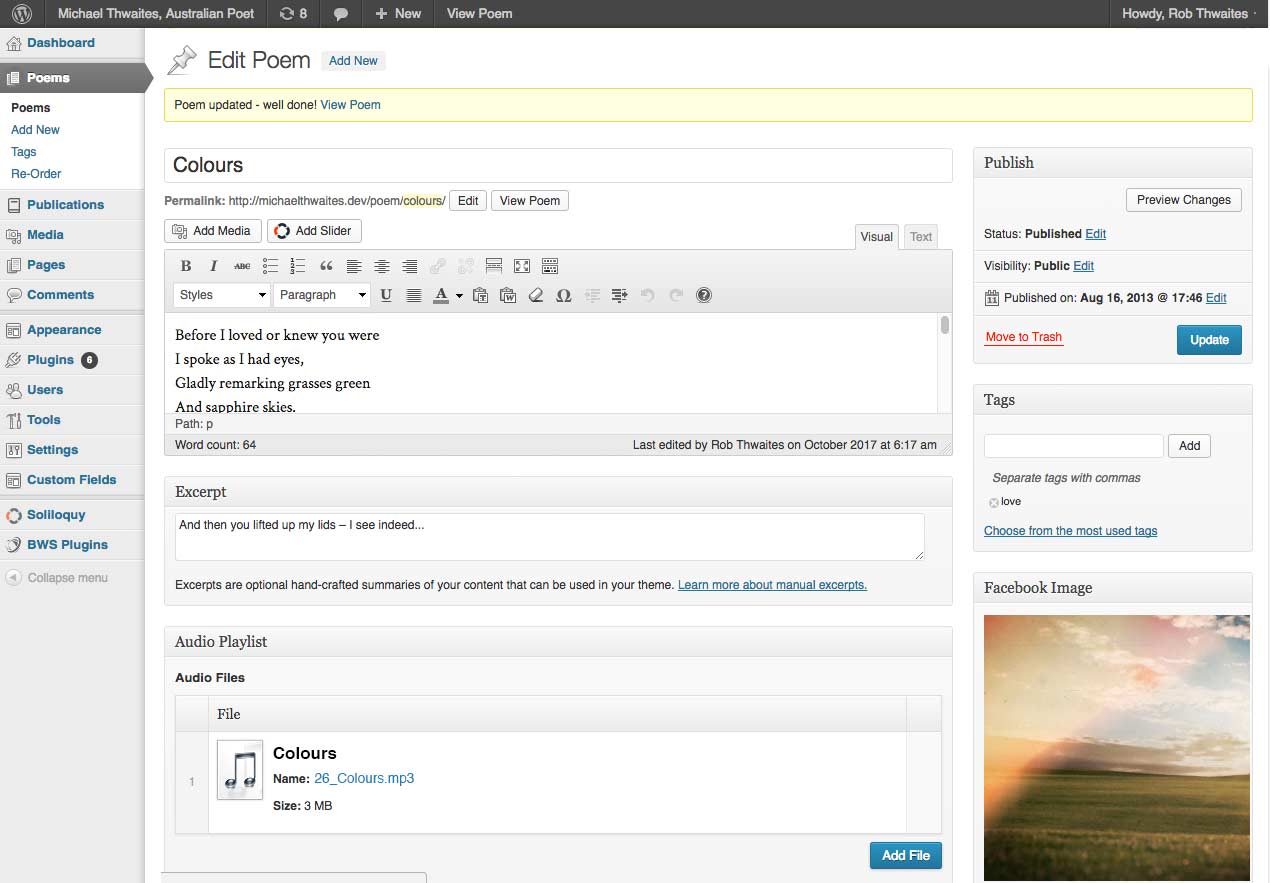 Michael Thwaites, Australian Poet 8 + New View Poem Howdy, Rob Thwaites
Dashboard
Poems
Poems
Add New
Tags
Re-Order
Publications
Media
Pages
Comments
Appearance
Plugins 6
Users
Tools
Settings
Custom Fields
Soliloquy
BWS Plugins
Collapse menu
Edit Poem Add New
Poem updated - well done! View Poem
Colours
Permalink: http://michaelthwaites.dev/poem/colours/ Edit View Poem
Add Media Add Slider
Visual Text
B I ABC
Styles Paragraph U A Ω
Before I loved or knew you were
I spoke as I had eyes,
Gladly remarking grasses green
And sapphire skies.
Path: p
Word count: 64 Last edited by Rob Thwaites on October 2017 at 6:17 am
Excerpt
And then you lifted up my lids – I see indeed...
Excerpts are optional hand-crafted summaries of your content that can be used in your theme. Learn more about manual excerpts.
Audio Playlist
Audio Files
File
1
Colours
Name: 26_Colours.mp3
Size: 3 MB
Add File
Publish
Preview Changes
Status: Published Edit
Visibility: Public Edit
Published on: Aug 16, 2013 @ 17:46 Edit
Move to Trash Update
Tags
Add
Separate tags with commas
love
Choose from the most used tags
Facebook Image